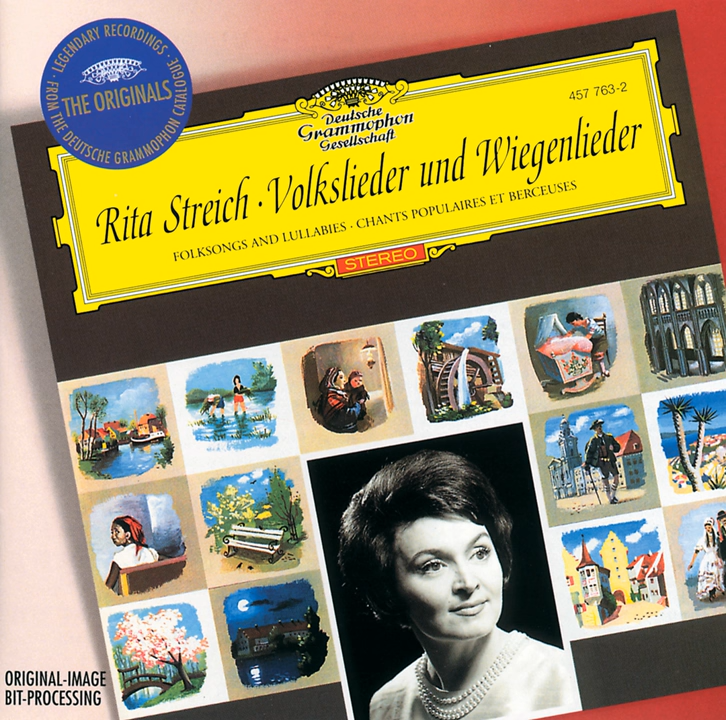 LEGENDARY RECORDINGS
THE ORIGINALS
FROM THE DEUTSCHE GRAMMOPHON CATALOGUE
Deutsche
Grammophon
Gesellschaft
457 763-2
Rita Streich · Volkslieder und Wiegenlieder
FOLKSONGS AND LULLABIES · CHANTS POPULAIRES ET BERCEUSES
STEREO
ORIGINAL-IMAGE
BIT-PROCESSING